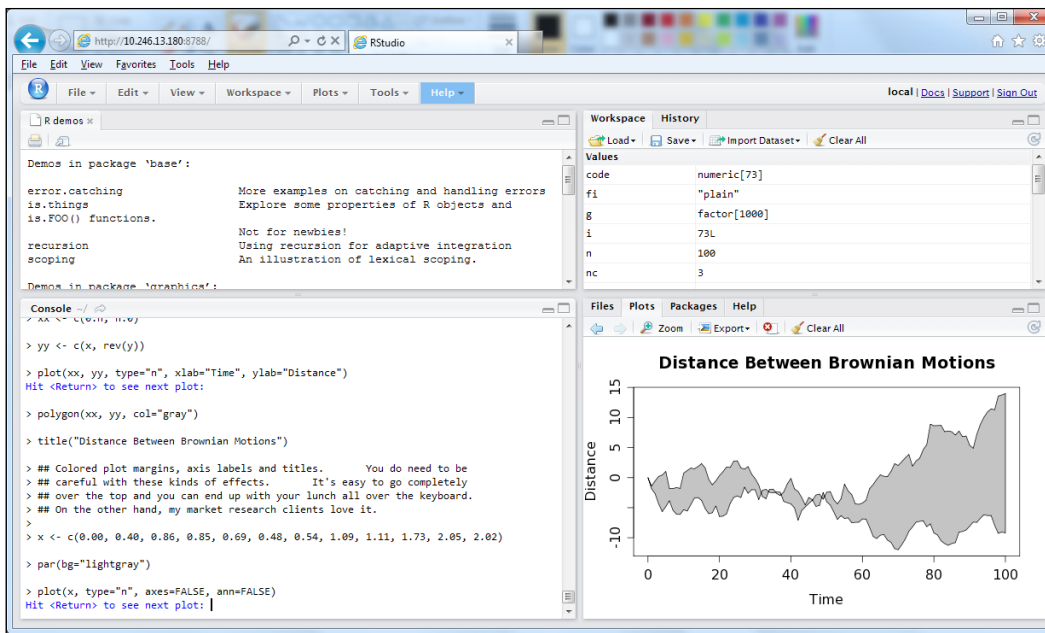 http://10.246.13.180:8788/
RStudio
File Edit View Favorites Tools Help
R File Edit View Workspace Plots Tools Help
local | Docs | Support | Sign Out
R demos
Demos in package `base':
error.catching More examples on catching and handling errors
is.things Explore some properties of R objects and
is.FOO() functions.
Not for newbies!
recursion Using recursion for adaptive integration
scoping An illustration of lexical scoping.
Demos in package `graphics':
Workspace History
Load Save Import Dataset Clear All
Values
code numeric[73]
fi "plain"
g factor[1000]
i 73L
n 100
nc 3
Console ~/
> xx <- c(0:n, n:0)
> yy <- c(x, rev(y))
> plot(xx, yy, type="n", xlab="Time", ylab="Distance")
Hit <Return> to see next plot:
> polygon(xx, yy, col="gray")
> title("Distance Between Brownian Motions")
> ## Colored plot margins, axis labels and titles. You do need to be
> ## careful with these kinds of effects. It's easy to go completely
> ## over the top and you can end up with your lunch all over the keyboard.
> ## On the other hand, my market research clients love it.
>
> x <- c(0.00, 0.40, 0.86, 0.85, 0.69, 0.48, 0.54, 1.09, 1.11, 1.73, 2.05, 2.02)
> par(bg="lightgray")
> plot(x, type="n", axes=FALSE, ann=FALSE)
Hit <Return> to see next plot:
Files Plots Packages Help
Zoom Export Clear All
Distance Between Brownian Motions
Distance
15
10
5
0
-10
0 20 40 60 80 100
Time